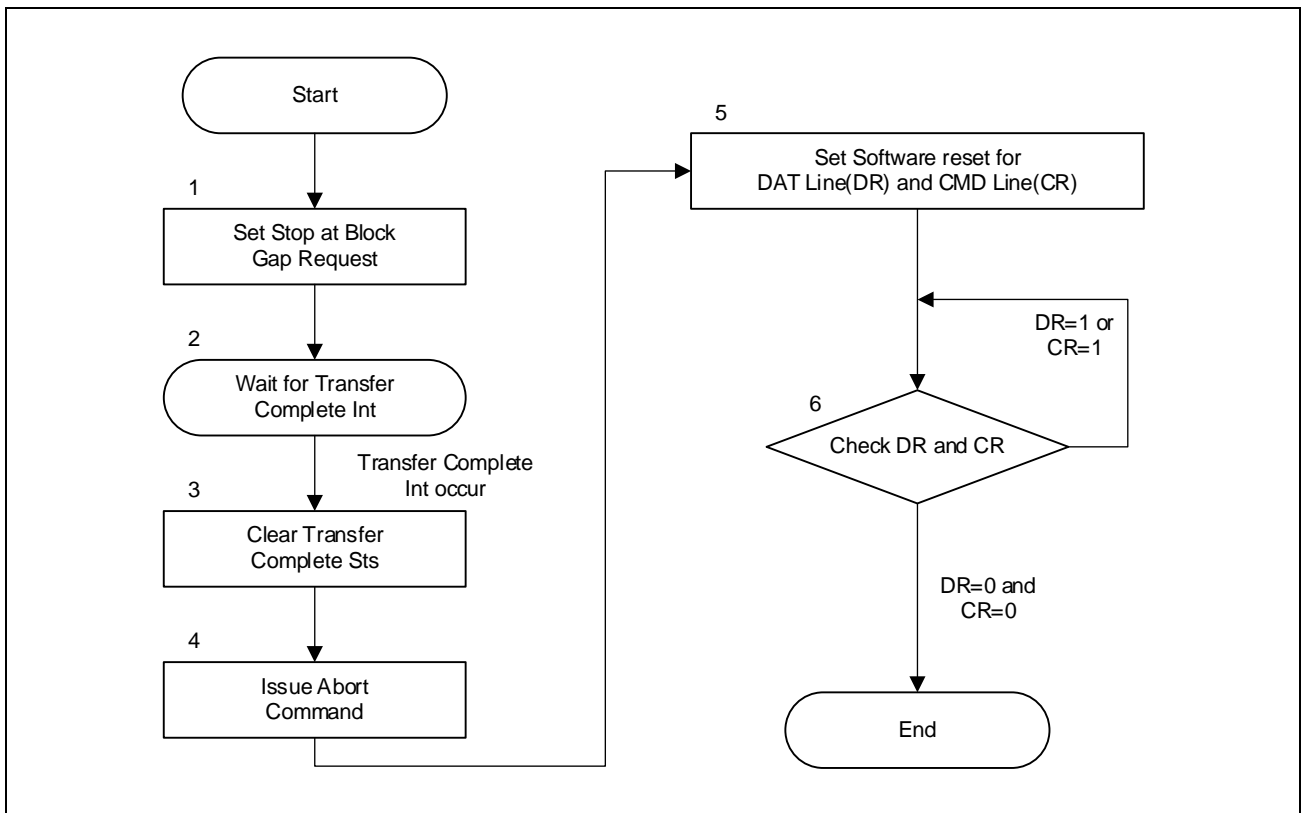 Start
1
Set Stop at Block
Gap Request
2
Wait for Transfer
Complete Int
Transfer Complete
Int occur
3
Clear Transfer
Complete Sts
4
Issue Abort
Command
5
Set Software reset for
DAT Line(DR) and CMD Line(CR)
DR=1 or
CR=1
6
Check DR and CR
DR=0 and
CR=0
End